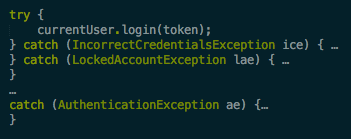 try {
    currentUser.login(token);
} catch (IncorrectCredentialsException ice) { …
} catch (LockedAccountException lae) { …
}
…
catch (AuthenticationException ae) {…
}